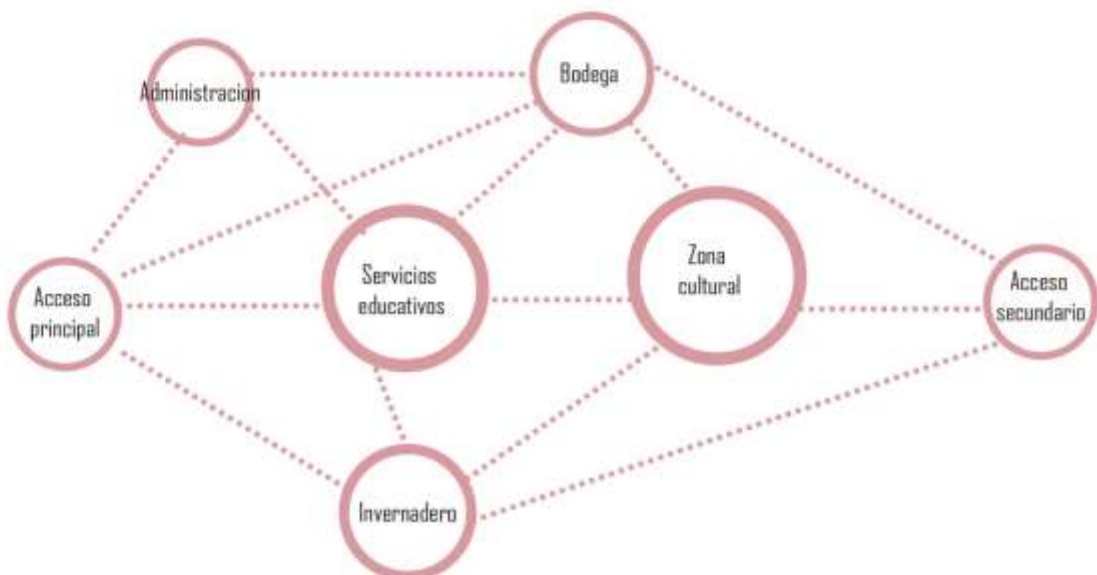 Administracion
Bodega
Servicios
educativos
Zona
cultural
Acceso
principal
Acceso
secundario
Invernadero